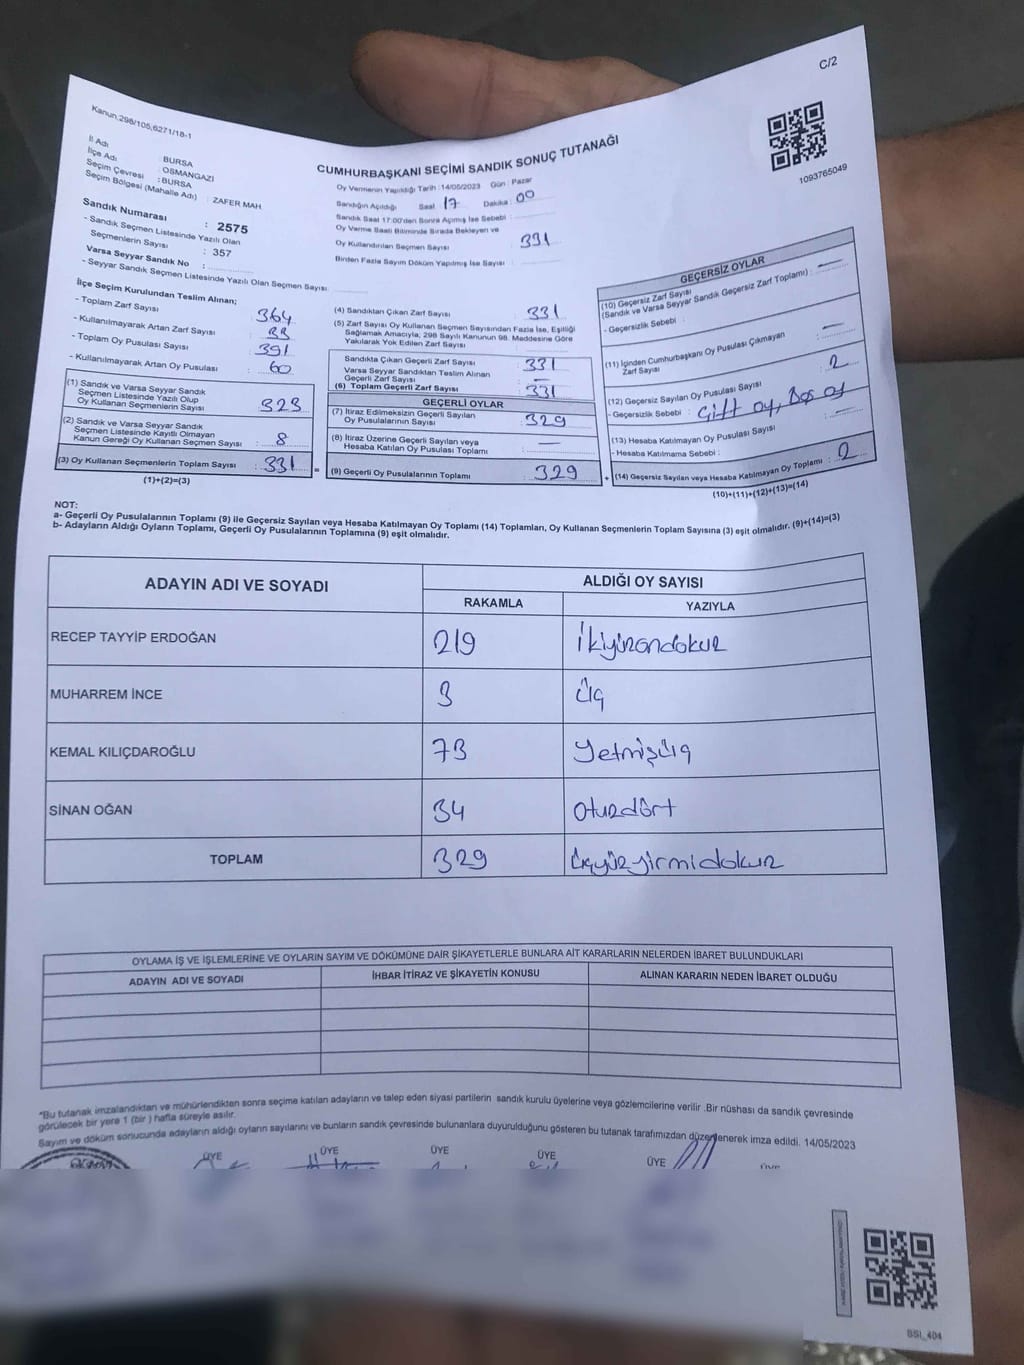 C/2
Kanun.298/105,6271/18-1
1093765049
İl Adı : BURSA
İlçe Adı : OSMANGAZİ
Seçim Çevresi : BURSA
Seçim Bölgesi (Mahalle Adı) : ZAFER MAH.
Sandık Numarası : 2575
- Sandık Seçmen Listesinde Yazılı Olan
Seçmenlerin Sayısı : 357
Varsa Seyyar Sandık No :
- Seyyar Sandık Seçmen Listesinde Yazılı Olan Seçmen Sayısı:
CUMHURBAŞKANI SEÇİMİ SANDIK SONUÇ TUTANAĞI
Oy Vermenin Yapıldığı Tarih : 14/05/2023 Gün : Pazar
Sandığın Açıldığı Saat 17 Dakika 00
Sandık Saat 17:00'den Sonra Açılmış İse Sebebi :
Oy Verme Saati Bitiminde Sırada Bekleyen ve
Oy Kullandırılan Seçmen Sayısı 331
Birden Fazla Sayım Döküm Yapılmış İse Sayısı :
İlçe Seçim Kurulundan Teslim Alınan;
- Toplam Zarf Sayısı : 364
- Kullanılmayarak Artan Zarf Sayısı : 33
- Toplam Oy Pusulası Sayısı : 391
- Kullanılmayarak Artan Oy Pusulası : 60
(1) Sandık ve Varsa Seyyar Sandık
Seçmen Listesinde Yazılı Olup
Oy Kullanan Seçmenlerin Sayısı : 323
(2) Sandık ve Varsa Seyyar Sandık
Seçmen Listesinde Kayıtlı Olmayan
Kanun Gereği Oy Kullanan Seçmen Sayısı : 8
(3) Oy Kullanan Seçmenlerin Toplam Sayısı : 331 =
(1)+(2)=(3)
(4) Sandıktan Çıkan Zarf Sayısı : 331
(5) Zarf Sayısı Oy Kullanan Seçmen Sayısından Fazla İse, Eşitliği
Sağlamak Amacıyla, 298 Sayılı Kanunun 98. Maddesine Göre
Yakılarak Yok Edilen Zarf Sayısı :
Sandıkta Çıkan Geçerli Zarf Sayısı : 331
Varsa Seyyar Sandıktan Teslim Alınan
Geçerli Zarf Sayısı : —
(6) Toplam Geçerli Zarf Sayısı : 331
GEÇERLİ OYLAR
(7) İtiraz Edilmeksizin Geçerli Sayılan
Oy Pusulalarının Sayısı : 329
(8) İtiraz Üzerine Geçerli Sayılan veya
Hesaba Katılan Oy Pusulası Toplamı : —
(9) Geçerli Oy Pusulalarının Toplamı : 329 +
GEÇERSİZ OYLAR
(10) Geçersiz Zarf Sayısı
(Sandık ve Varsa Seyyar Sandık Geçersiz Zarf Toplamı) : —
- Geçersizlik Sebebi :
(11) İçinden Cumhurbaşkanı Oy Pusulası Çıkmayan
Zarf Sayısı : —
(12) Geçersiz Sayılan Oy Pusulası Sayısı : 2
- Geçersizlik Sebebi : Çift oy, Boş oy
(13) Hesaba Katılmayan Oy Pusulası Sayısı : —
- Hesaba Katılmama Sebebi :
(14) Geçersiz Sayılan veya Hesaba Katılmayan Oy Toplamı : 2
(10)+(11)+(12)+(13)=(14)
NOT:
a- Geçerli Oy Pusulalarının Toplamı (9) ile Geçersiz Sayılan veya Hesaba Katılmayan Oy Toplamı (14) Toplamları, Oy Kullanan Seçmenlerin Toplam Sayısına (3) eşit olmalıdır. (9)+(14)=(3)
b- Adayların Aldığı Oyların Toplamı, Geçerli Oy Pusulalarının Toplamına (9) eşit olmalıdır.
ADAYIN ADI VE SOYADI ALDIĞI OY SAYISI
RAKAMLA YAZIYLA
RECEP TAYYİP ERDOĞAN 219 İkiyüzondokuz
MUHARREM İNCE 3 Üç
KEMAL KILIÇDAROĞLU 73 Yetmişüç
SİNAN OĞAN 34 Otuzdört
TOPLAM 329 Üçyüzyirmidokuz
OYLAMA İŞ VE İŞLEMLERİNE VE OYLARIN SAYIM VE DÖKÜMÜNE DAİR ŞİKAYETLERLE BUNLARA AİT KARARLARIN NELERDEN İBARET BULUNDUKLARI
ADAYIN ADI VE SOYADI İHBAR İTİRAZ VE ŞİKAYETİN KONUSU ALINAN KARARIN NEDEN İBARET OLDUĞU
*Bu tutanak imzalandıktan ve mühürlendikten sonra seçime katılan adayların ve talep eden siyasi partilerin sandık kurulu üyelerine veya gözlemcilerine verilir .Bir nüshası da sandık çevresinde
görülecek bir yere 1 (bir ) hafta süreyle asılır.
Sayım ve döküm sonucunda adayların aldığı oyların sayılarını ve bunların sandık çevresinde bulunanlara duyurulduğunu gösteren bu tutanak tarafımızdan düzenlenerek imza edildi. 14/05/2023
ÜYE ÜYE ÜYE ÜYE ÜYE ÜYE
BSI_404